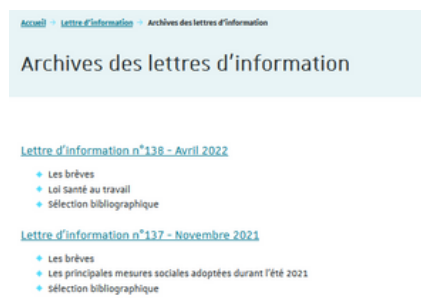 Accueil → Lettre d'information → Archives des lettres d'information
Archives des lettres d'information
Lettre d'information n°138 - Avril 2022
Les brèves
Loi Santé au travail
Sélection bibliographique
Lettre d'information n°137 - Novembre 2021
Les brèves
Les principales mesures sociales adoptées durant l'été 2021
Sélection bibliographique